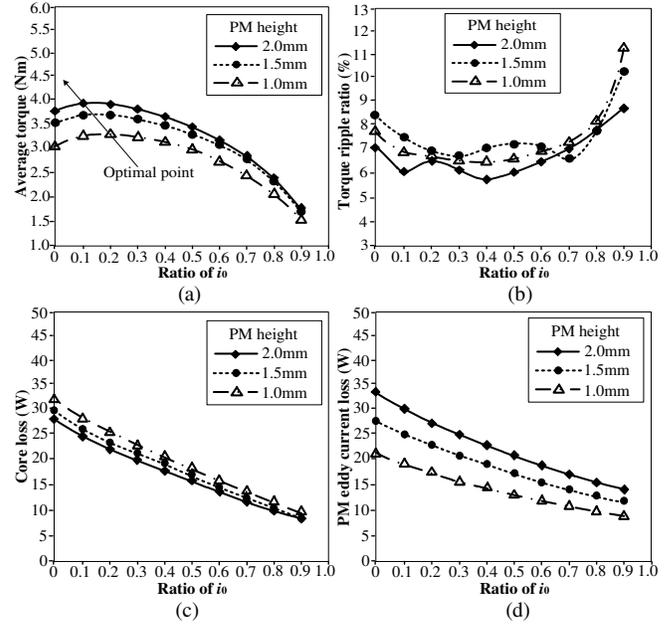 Average torque (Nm)
6.0
5.5
5.0
4.5
4.0
3.5
3.0
2.5
2.0
1.5
1.0
PM height
2.0mm
1.5mm
1.0mm
Optimal point
0 0.1 0.2 0.3 0.4 0.5 0.6 0.7 0.8 0.9 1.0
Ratio of i0
(a)
Torque ripple ratio (%)
13
12
11
10
9
8
7
6
5
4
3
PM height
2.0mm
1.5mm
1.0mm
0 0.1 0.2 0.3 0.4 0.5 0.6 0.7 0.8 0.9 1.0
Ratio of i0
(b)
Core loss (W)
50
45
40
35
30
25
20
15
10
5
0
PM height
2.0mm
1.5mm
1.0mm
0 0.1 0.2 0.3 0.4 0.5 0.6 0.7 0.8 0.9 1.0
Ratio of i0
(c)
PM eddy current loss (W)
50
45
40
35
30
25
20
15
10
5
0
PM height
2.0mm
1.5mm
1.0mm
0 0.1 0.2 0.3 0.4 0.5 0.6 0.7 0.8 0.9 1.0
Ratio of i0
(d)